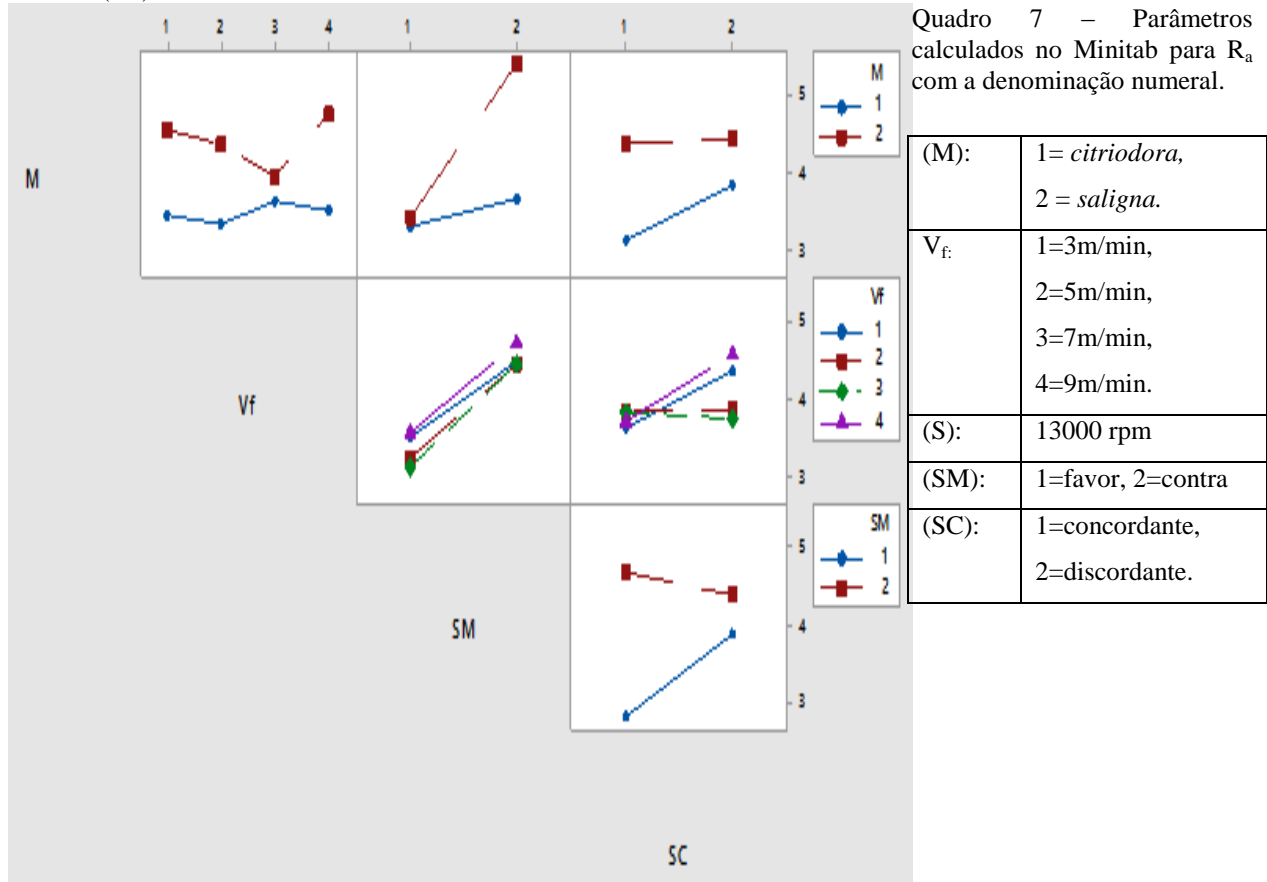 1 2 3 4 1 2 1 2
M
5
4
3
M
1
2
Vf
5
4
3
Vf
1
2
3
4
SM
5
4
3
SM
1
2
SC
Quadro 7 – Parâmetros
calculados no Minitab para Ra
com a denominação numeral.
(M): 1= citriodora,
2 = saligna.
Vf: 1=3m/min,
2=5m/min,
3=7m/min,
4=9m/min.
(S): 13000 rpm
(SM): 1=favor, 2=contra
(SC): 1=concordante,
2=discordante.